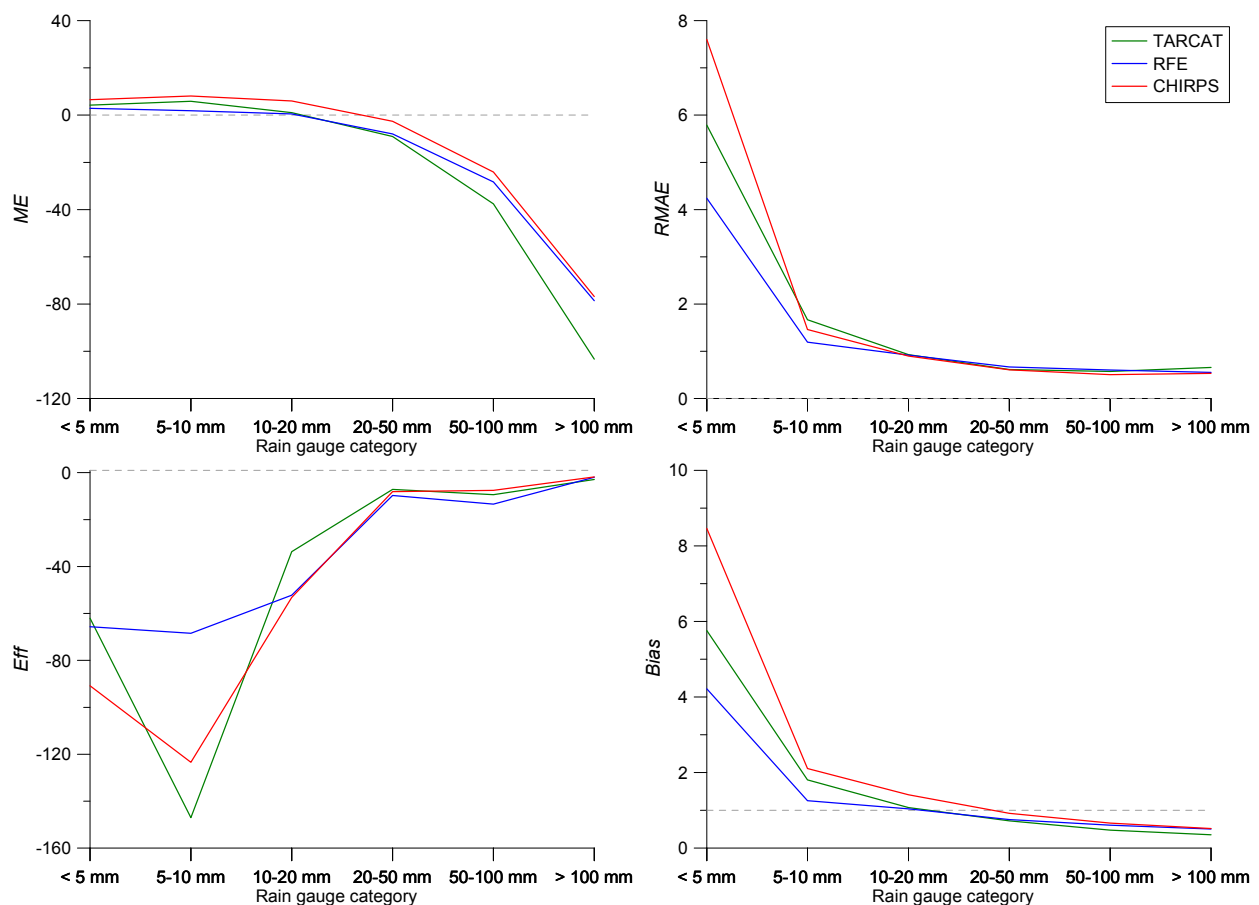 40
0
-40
-80
-120
ME
< 5 mm 5-10 mm 10-20 mm 20-50 mm 50-100 mm > 100 mm
Rain gauge category
8
6
4
2
0
RMAE
TARCAT
RFE
CHIRPS
< 5 mm 5-10 mm 10-20 mm 20-50 mm 50-100 mm > 100 mm
Rain gauge category
0
-40
-80
-120
-160
Eff
< 5 mm 5-10 mm 10-20 mm 20-50 mm 50-100 mm > 100 mm
Rain gauge category
10
8
6
4
2
0
Bias
< 5 mm 5-10 mm 10-20 mm 20-50 mm 50-100 mm > 100 mm
Rain gauge category